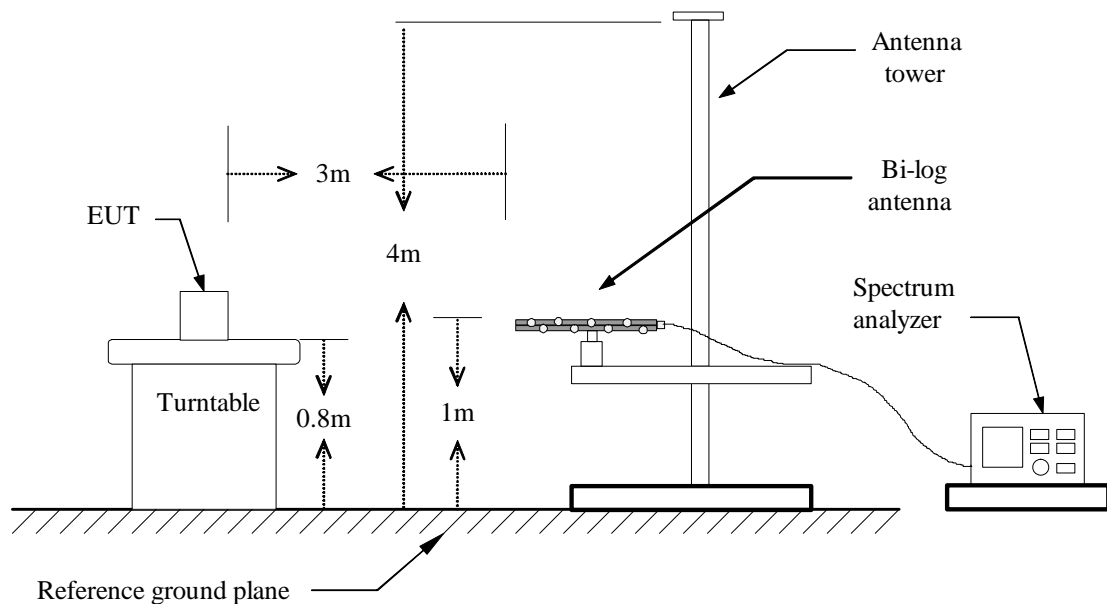 Antenna
tower
3m
Bi-log
antenna
EUT
4m
Spectrum
analyzer
Turntable
0.8m
1m
Reference ground plane